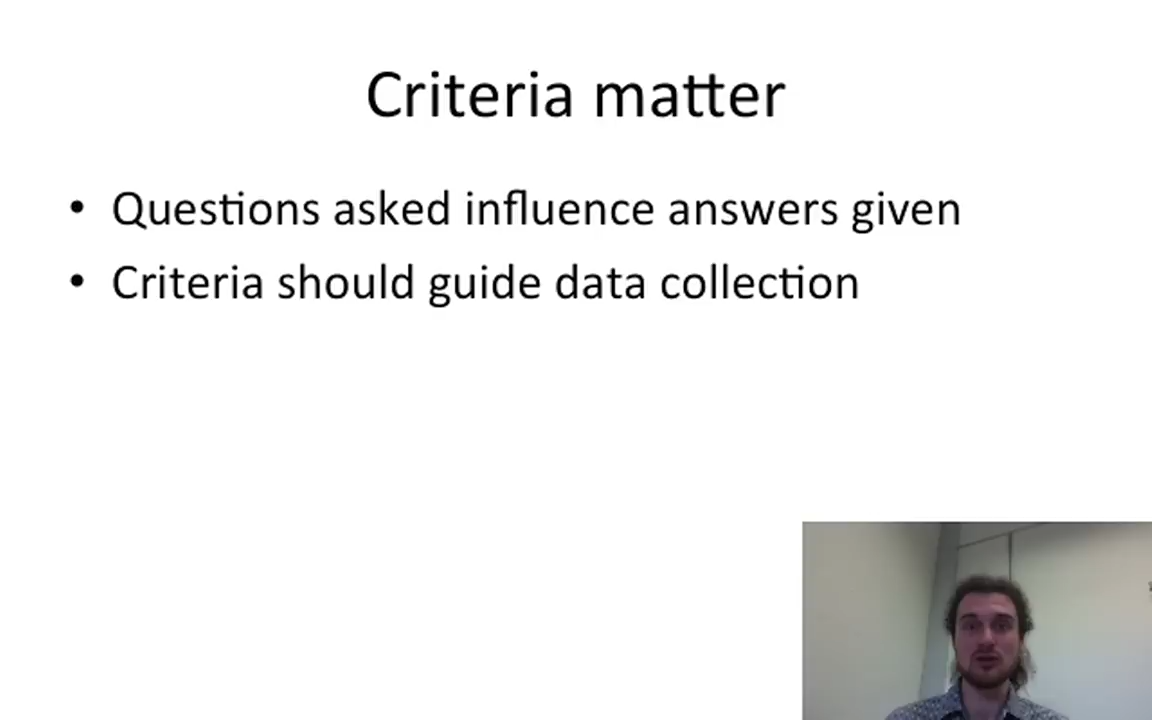 Criteria matter
• Questions asked influence answers given
• Criteria should guide data collection